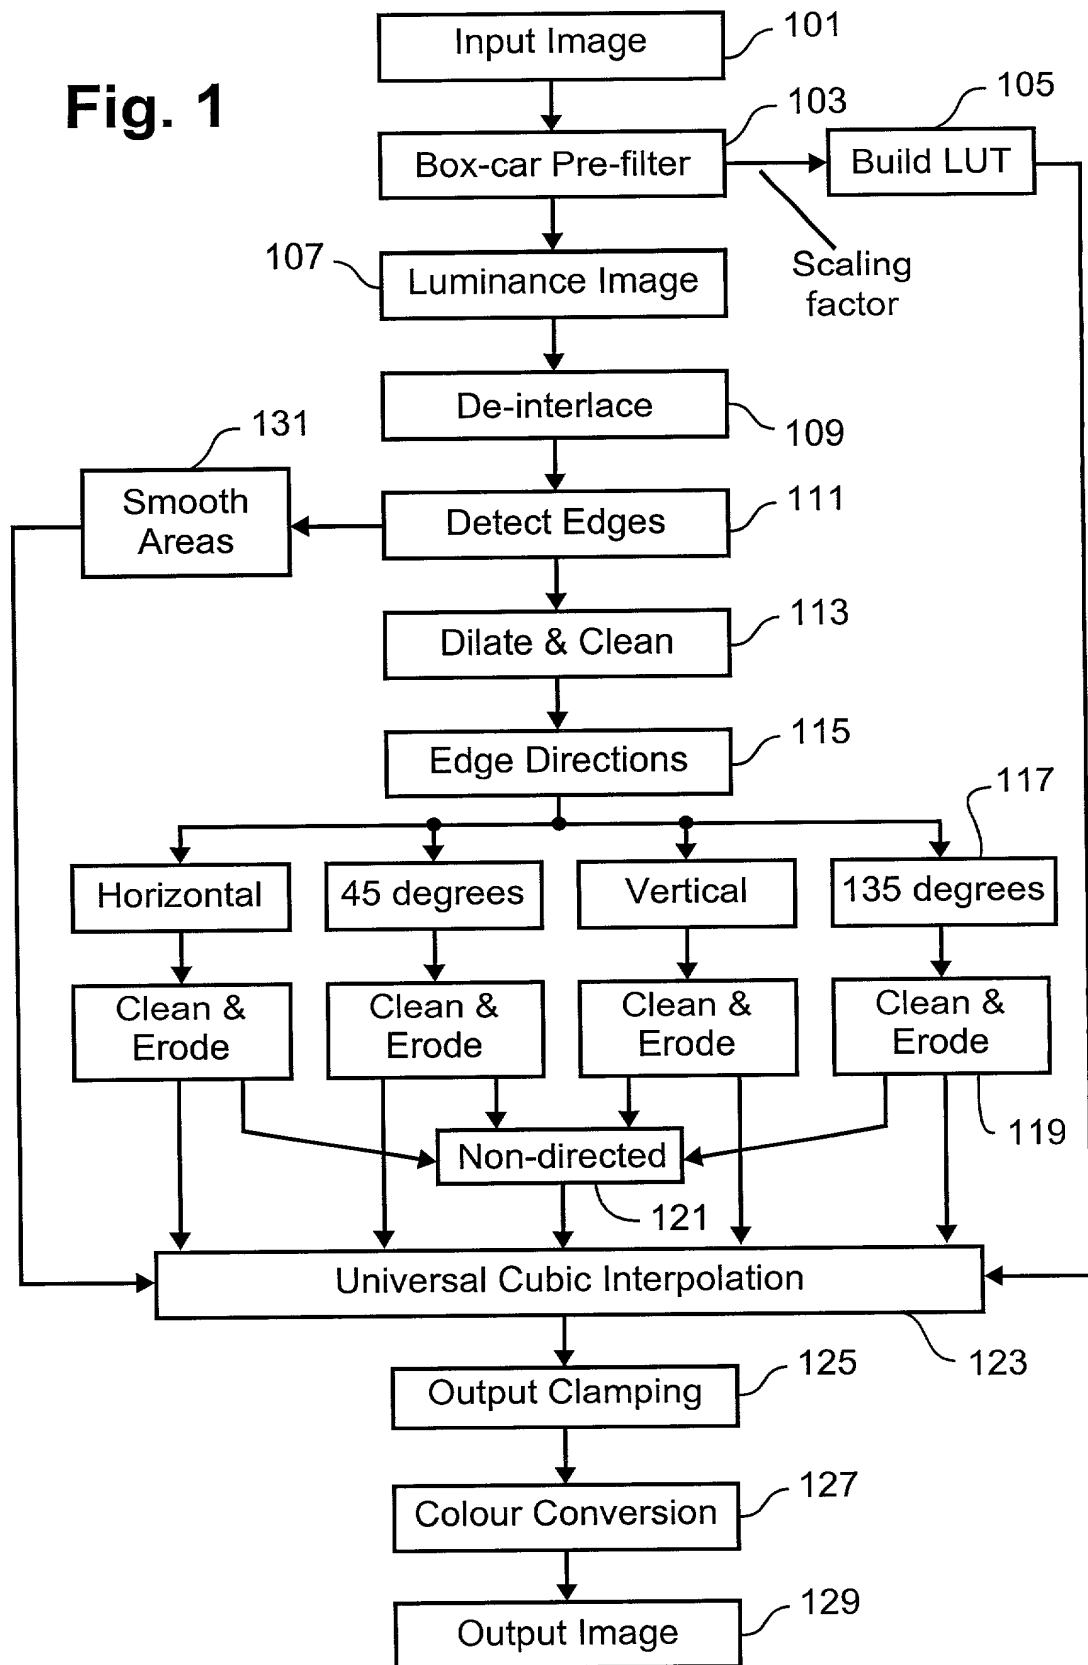 Input Image
101
Fig. 1
Box-car Pre-filter
103
Build LUT
105
Scaling
factor
107
Luminance Image
De-interlace
109
131
Smooth
Areas
Detect Edges
111
Dilate & Clean
113
Edge Directions
115
117
Horizontal
45 degrees
Vertical
135 degrees
Clean &
Erode
Clean &
Erode
Clean &
Erode
Clean &
Erode
119
Non-directed
121
Universal Cubic Interpolation
123
Output Clamping
125
Colour Conversion
127
Output Image
129